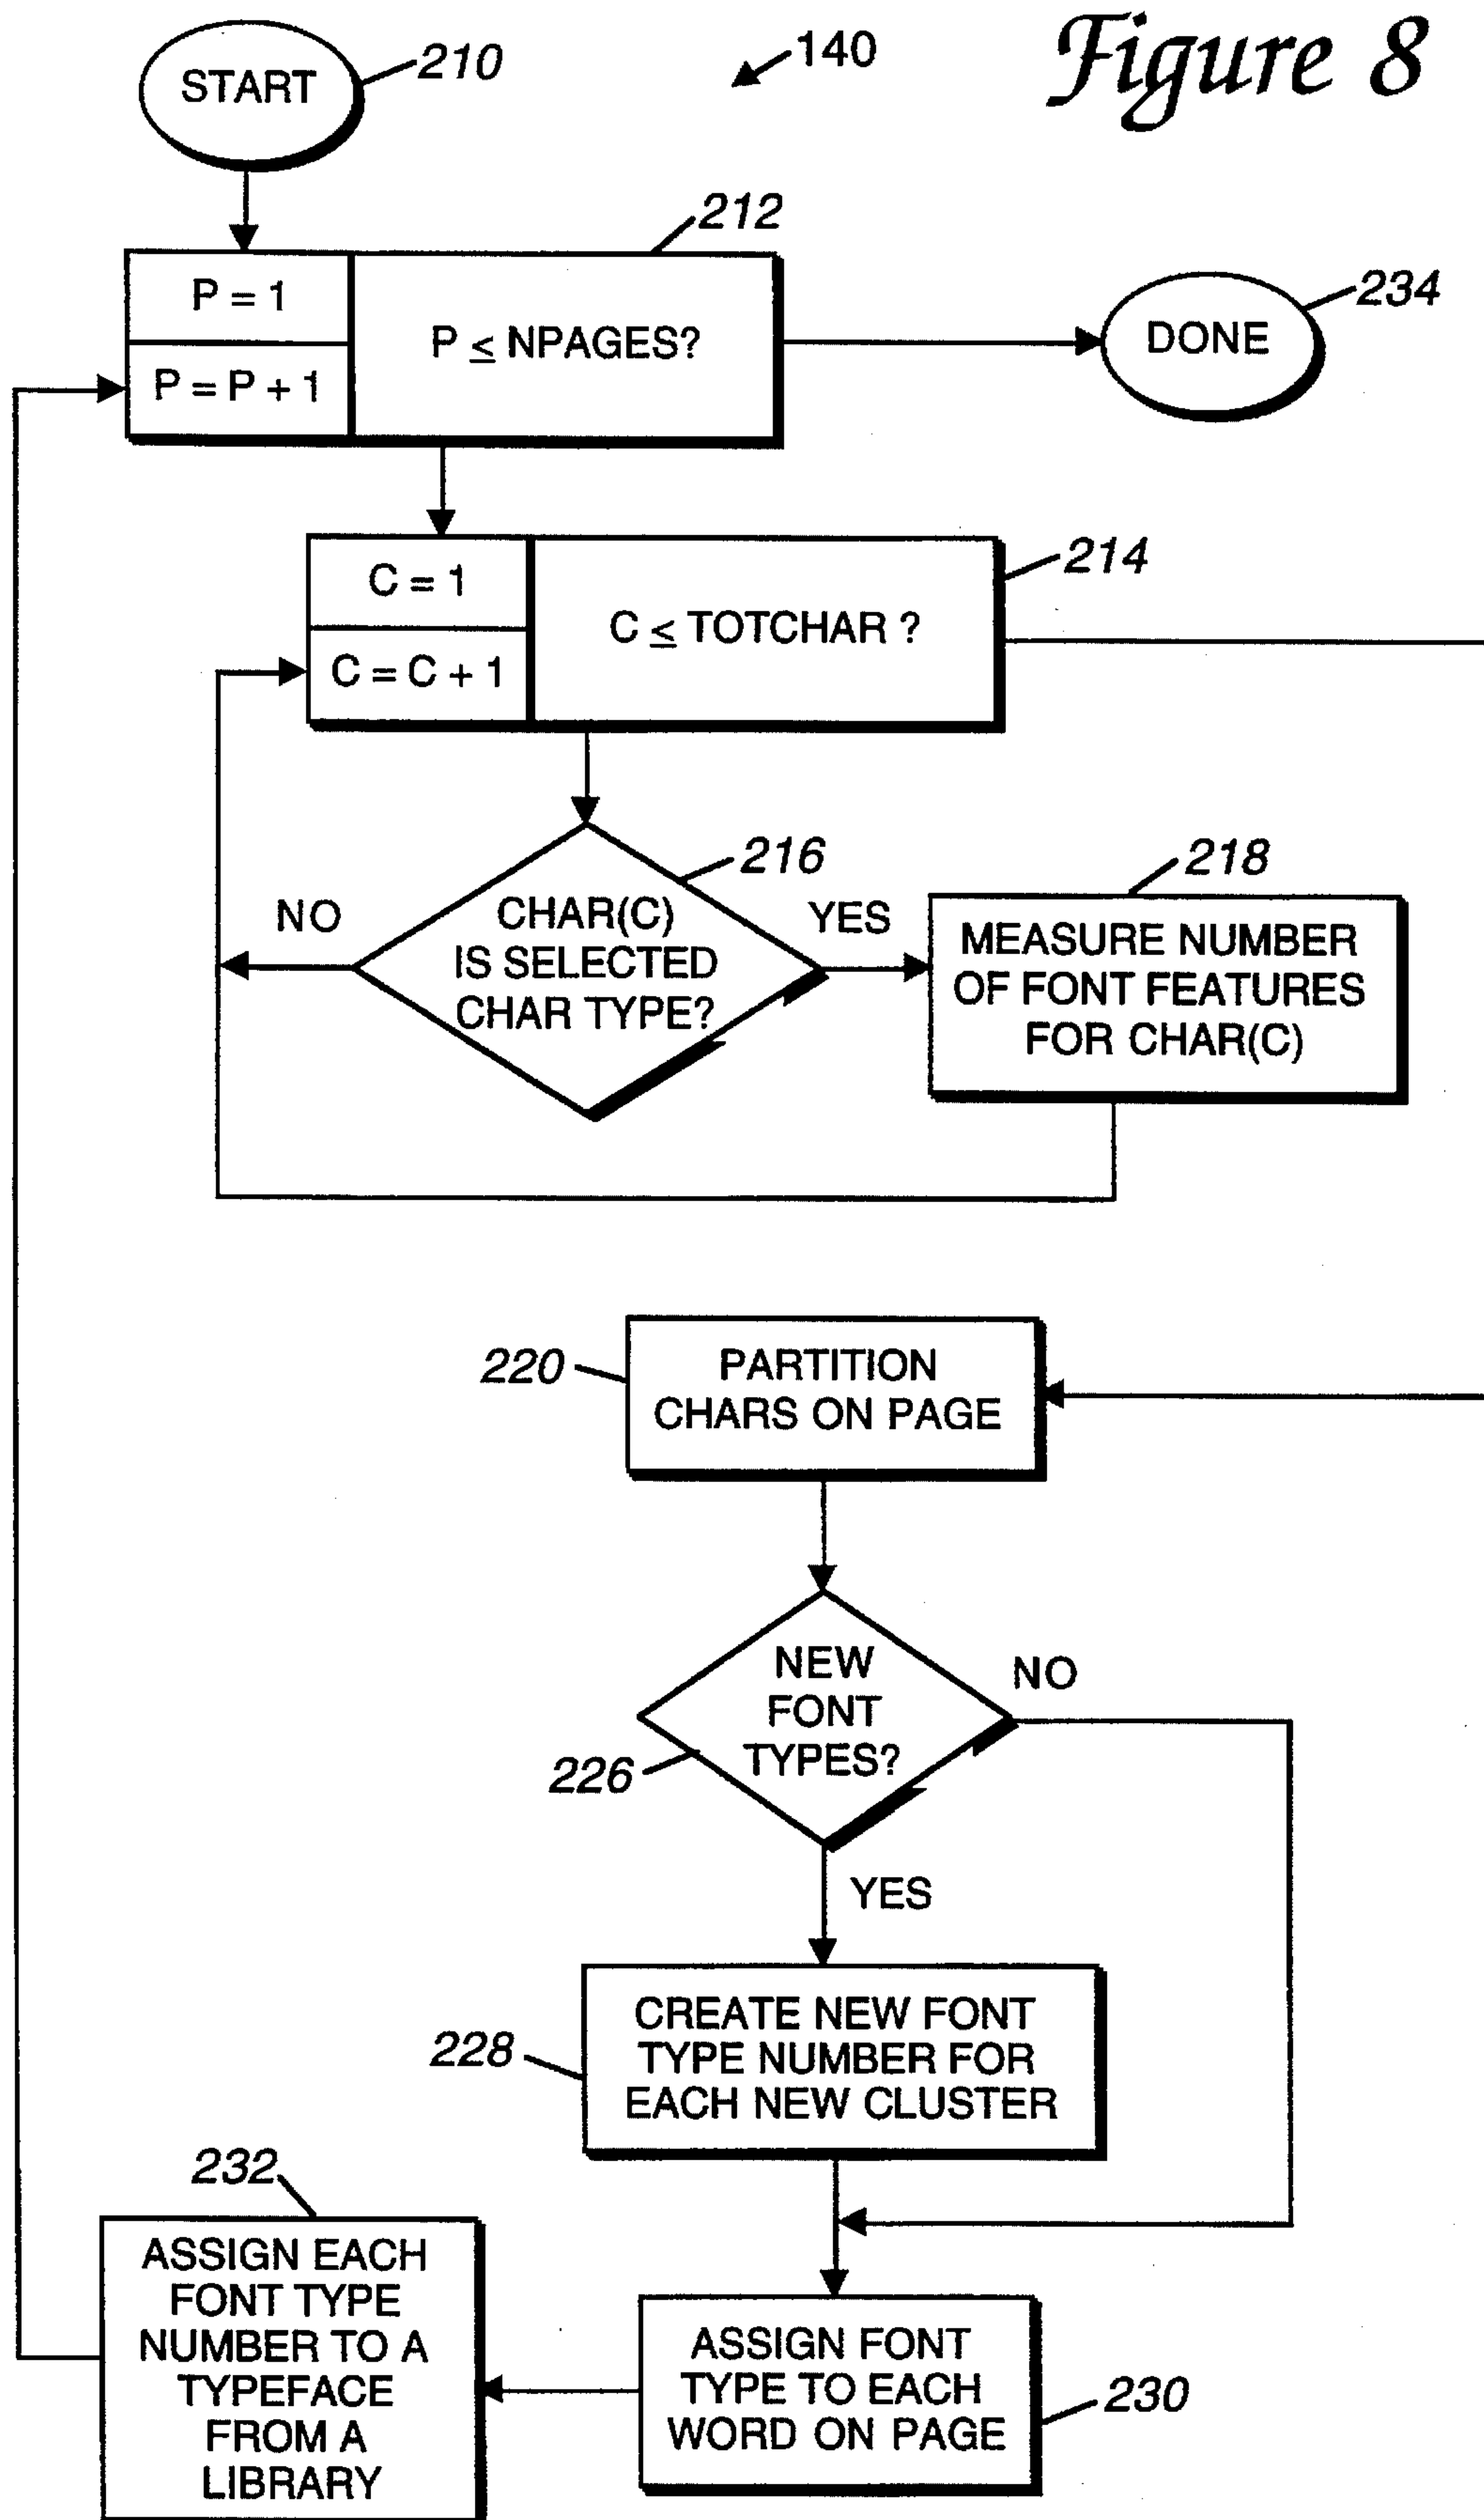 Figure 8
140
START
210
212
P = 1
P = P + 1
P ≤ NPAGES?
DONE
234
214
C = 1
C = C + 1
C ≤ TOTCHAR ?
216
CHAR(C)
IS SELECTED
CHAR TYPE?
NO
YES
218
MEASURE NUMBER
OF FONT FEATURES
FOR CHAR(C)
220
PARTITION
CHARS ON PAGE
NEW
FONT
TYPES?
226
NO
YES
228
CREATE NEW FONT
TYPE NUMBER FOR
EACH NEW CLUSTER
ASSIGN FONT
TYPE TO EACH
WORD ON PAGE
230
232
ASSIGN EACH
FONT TYPE
NUMBER TO A
TYPEFACE
FROM A
LIBRARY